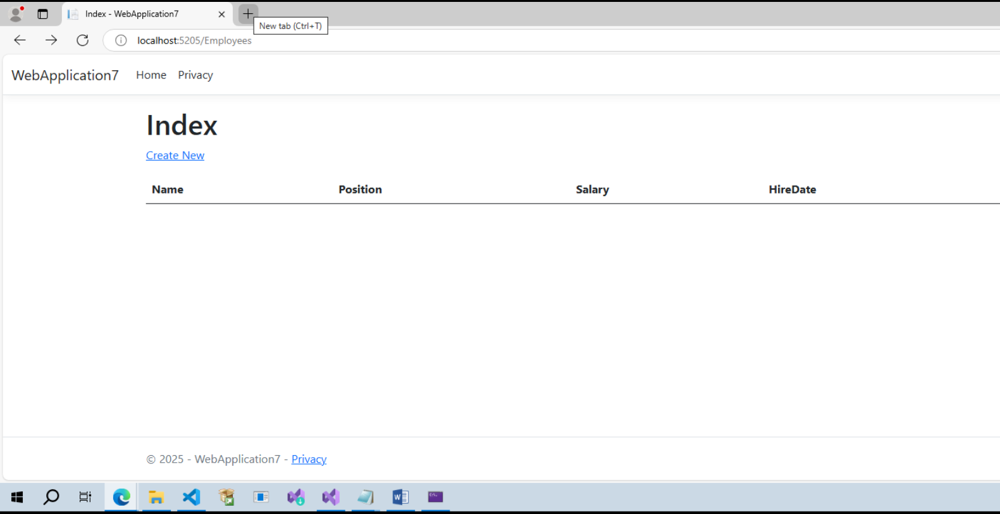 Index - WebApplication7
New tab (Ctrl+T)
localhost:5205/Employees
WebApplication7 Home Privacy
Index
Create New
Name Position Salary HireDate
© 2025 - WebApplication7 - Privacy